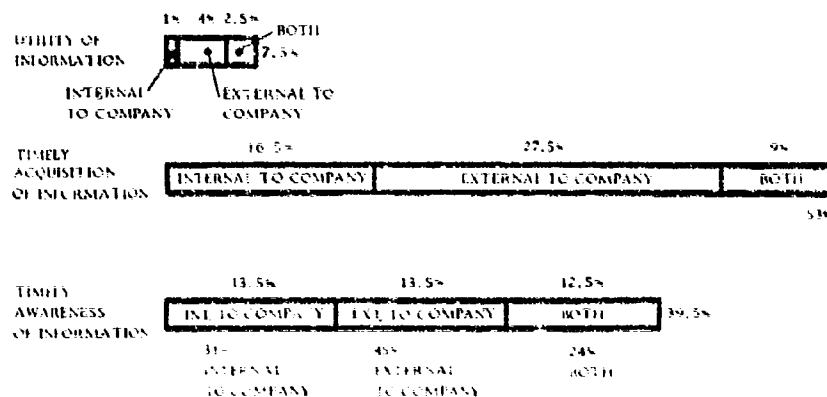 1% 4% 2.5%
BOTH
UTILITY OF
INFORMATION
7.5%
INTERNAL
TO COMPANY
EXTERNAL TO
COMPANY
16.5% 27.5% 9%
TIMELY
ACQUISITION
OF INFORMATION
INTERNAL TO COMPANY EXTERNAL TO COMPANY BOTH
53%
13.5% 13.5% 12.5%
TIMELY
AWARENESS
OF INFORMATION
INT. TO COMPANY EXT. TO COMPANY BOTH
39.5%
31% 45% 24%
INTERNAL EXTERNAL BOTH
TO COMPANY TO COMPANY